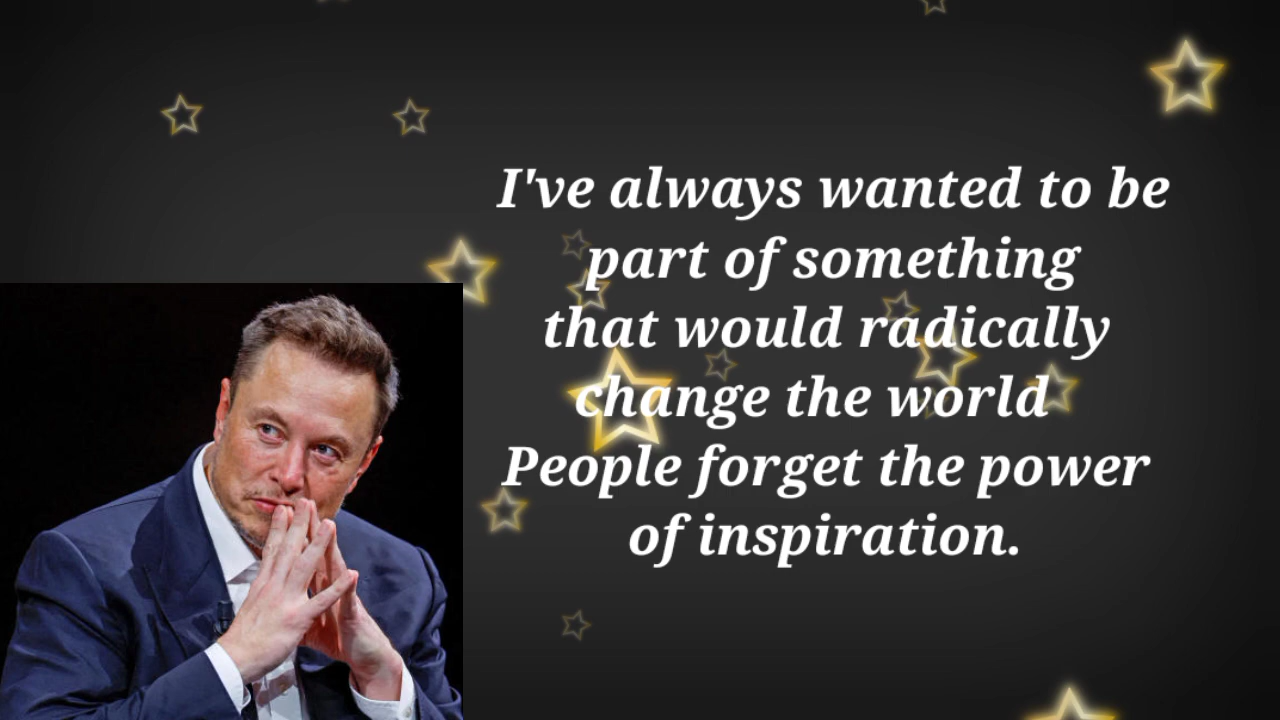 I've always wanted to be
part of something
that would radically
change the world
People forget the power
of inspiration.